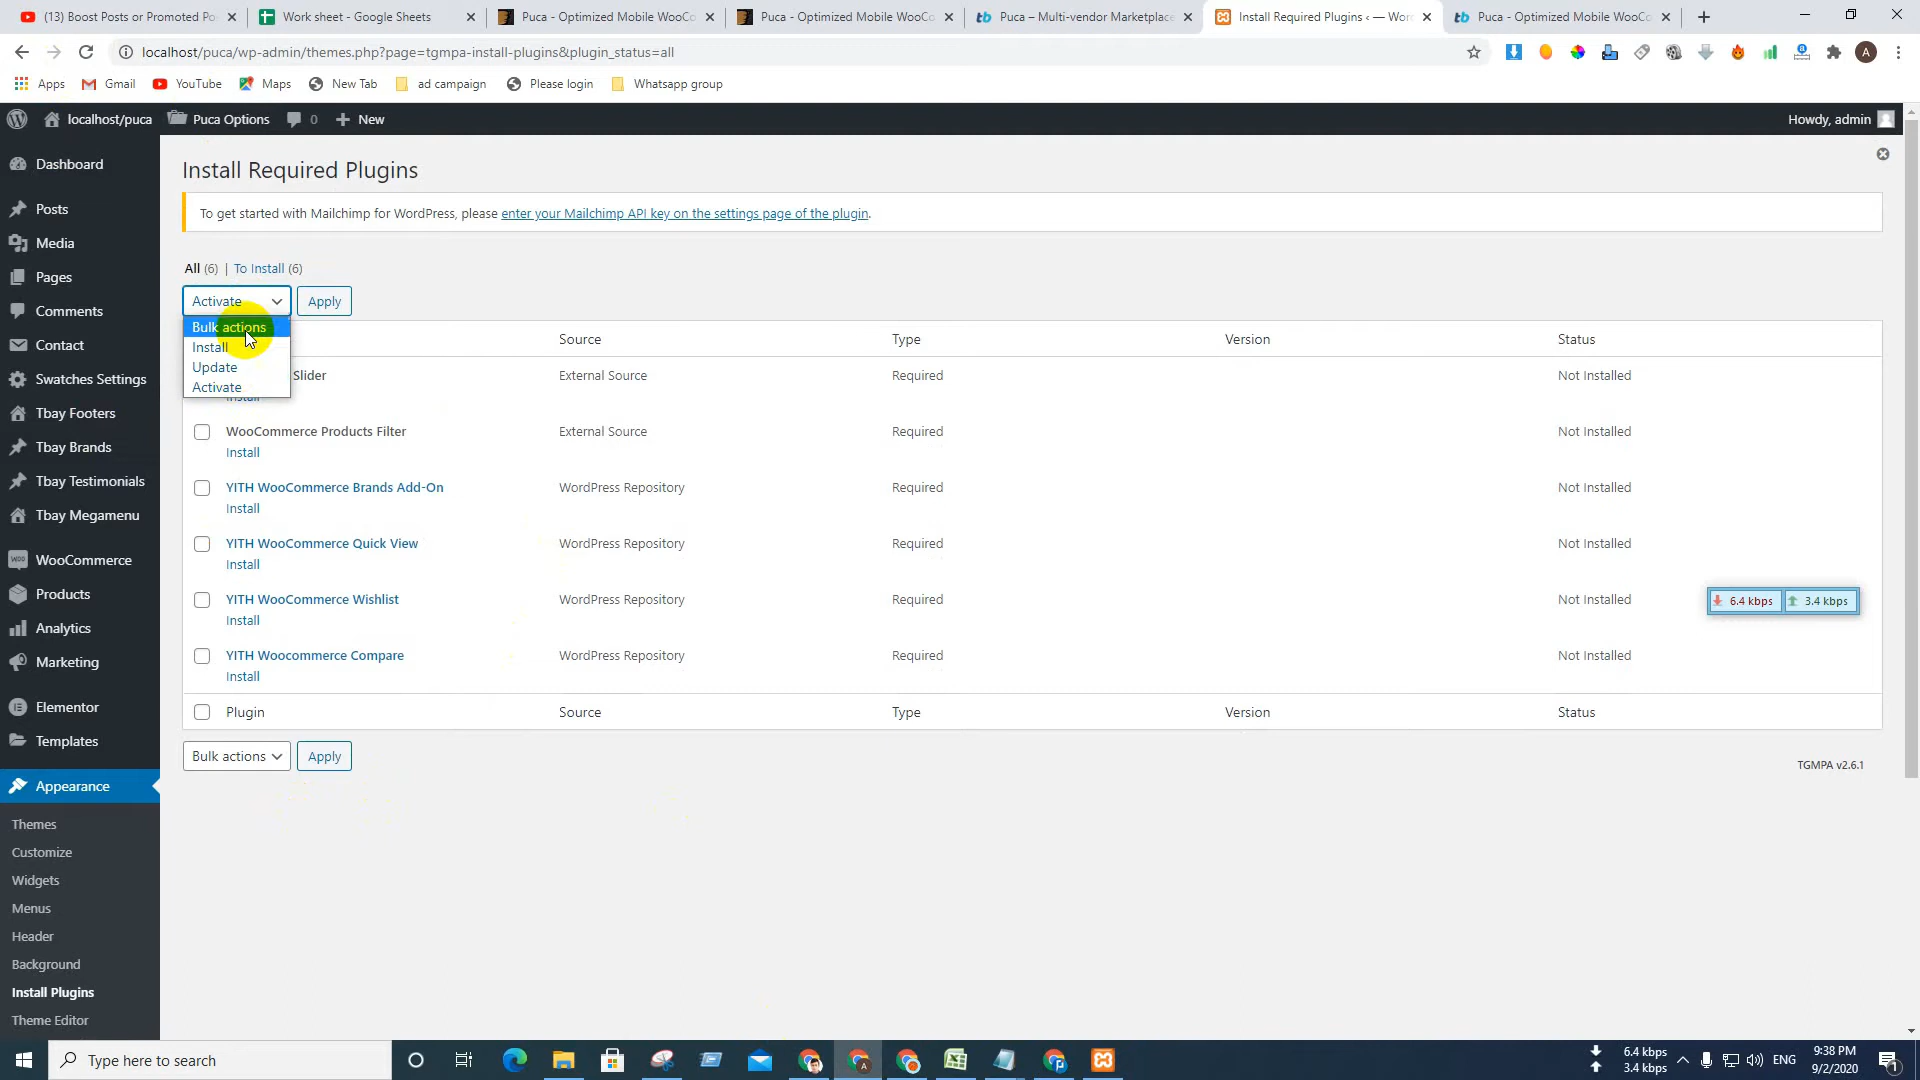 (13) Boost Posts or Promoted Po
Work sheet - Google Sheets
Puca - Optimized Mobile WooCo
Puca - Optimized Mobile WooCo
Puca – Multi-vendor Marketplace
Install Required Plugins ‹ — Wor
Puca - Optimized Mobile WooCo
localhost/puca/wp-admin/themes.php?page=tgmpa-install-plugins&plugin_status=all
Apps
Gmail
YouTube
Maps
New Tab
ad campaign
Please login
Whatsapp group
localhost/puca
Puca Options
0
New
Howdy, admin
Dashboard
Posts
Media
Pages
Comments
Contact
Swatches Settings
Tbay Footers
Tbay Brands
Tbay Testimonials
Tbay Megamenu
WooCommerce
Products
Analytics
Marketing
Elementor
Templates
Appearance
Themes
Customize
Widgets
Menus
Header
Background
Install Plugins
Theme Editor
Install Required Plugins
To get started with Mailchimp for WordPress, please enter your Mailchimp API key on the settings page of the plugin.
All (6) | To Install (6)
Activate Apply
Bulk actions
Install
Update
Activate
Source Type Version Status
Slider External Source Required Not Installed
Install
WooCommerce Products Filter External Source Required Not Installed
Install
YITH WooCommerce Brands Add-On WordPress Repository Required Not Installed
Install
YITH WooCommerce Quick View WordPress Repository Required Not Installed
Install
YITH WooCommerce Wishlist WordPress Repository Required Not Installed
Install
6.4 kbps 3.4 kbps
YITH Woocommerce Compare WordPress Repository Required Not Installed
Install
Plugin Source Type Version Status
Bulk actions Apply
TGMPA v2.6.1
Type here to search
6.4 kbps
3.4 kbps
ENG
9:38 PM
9/2/2020
1